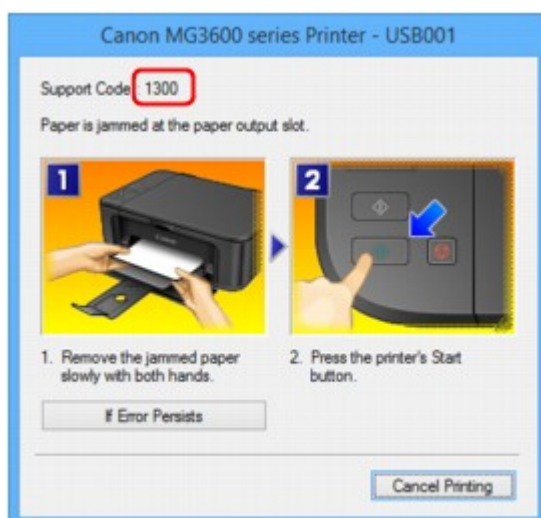 Canon MG3600 series Printer - USB001
Support Code : 1300
Paper is jammed at the paper output slot.
1
2
1. Remove the jammed paper
slowly with both hands.
2. Press the printer's Start
button.
If Error Persists
Cancel Printing